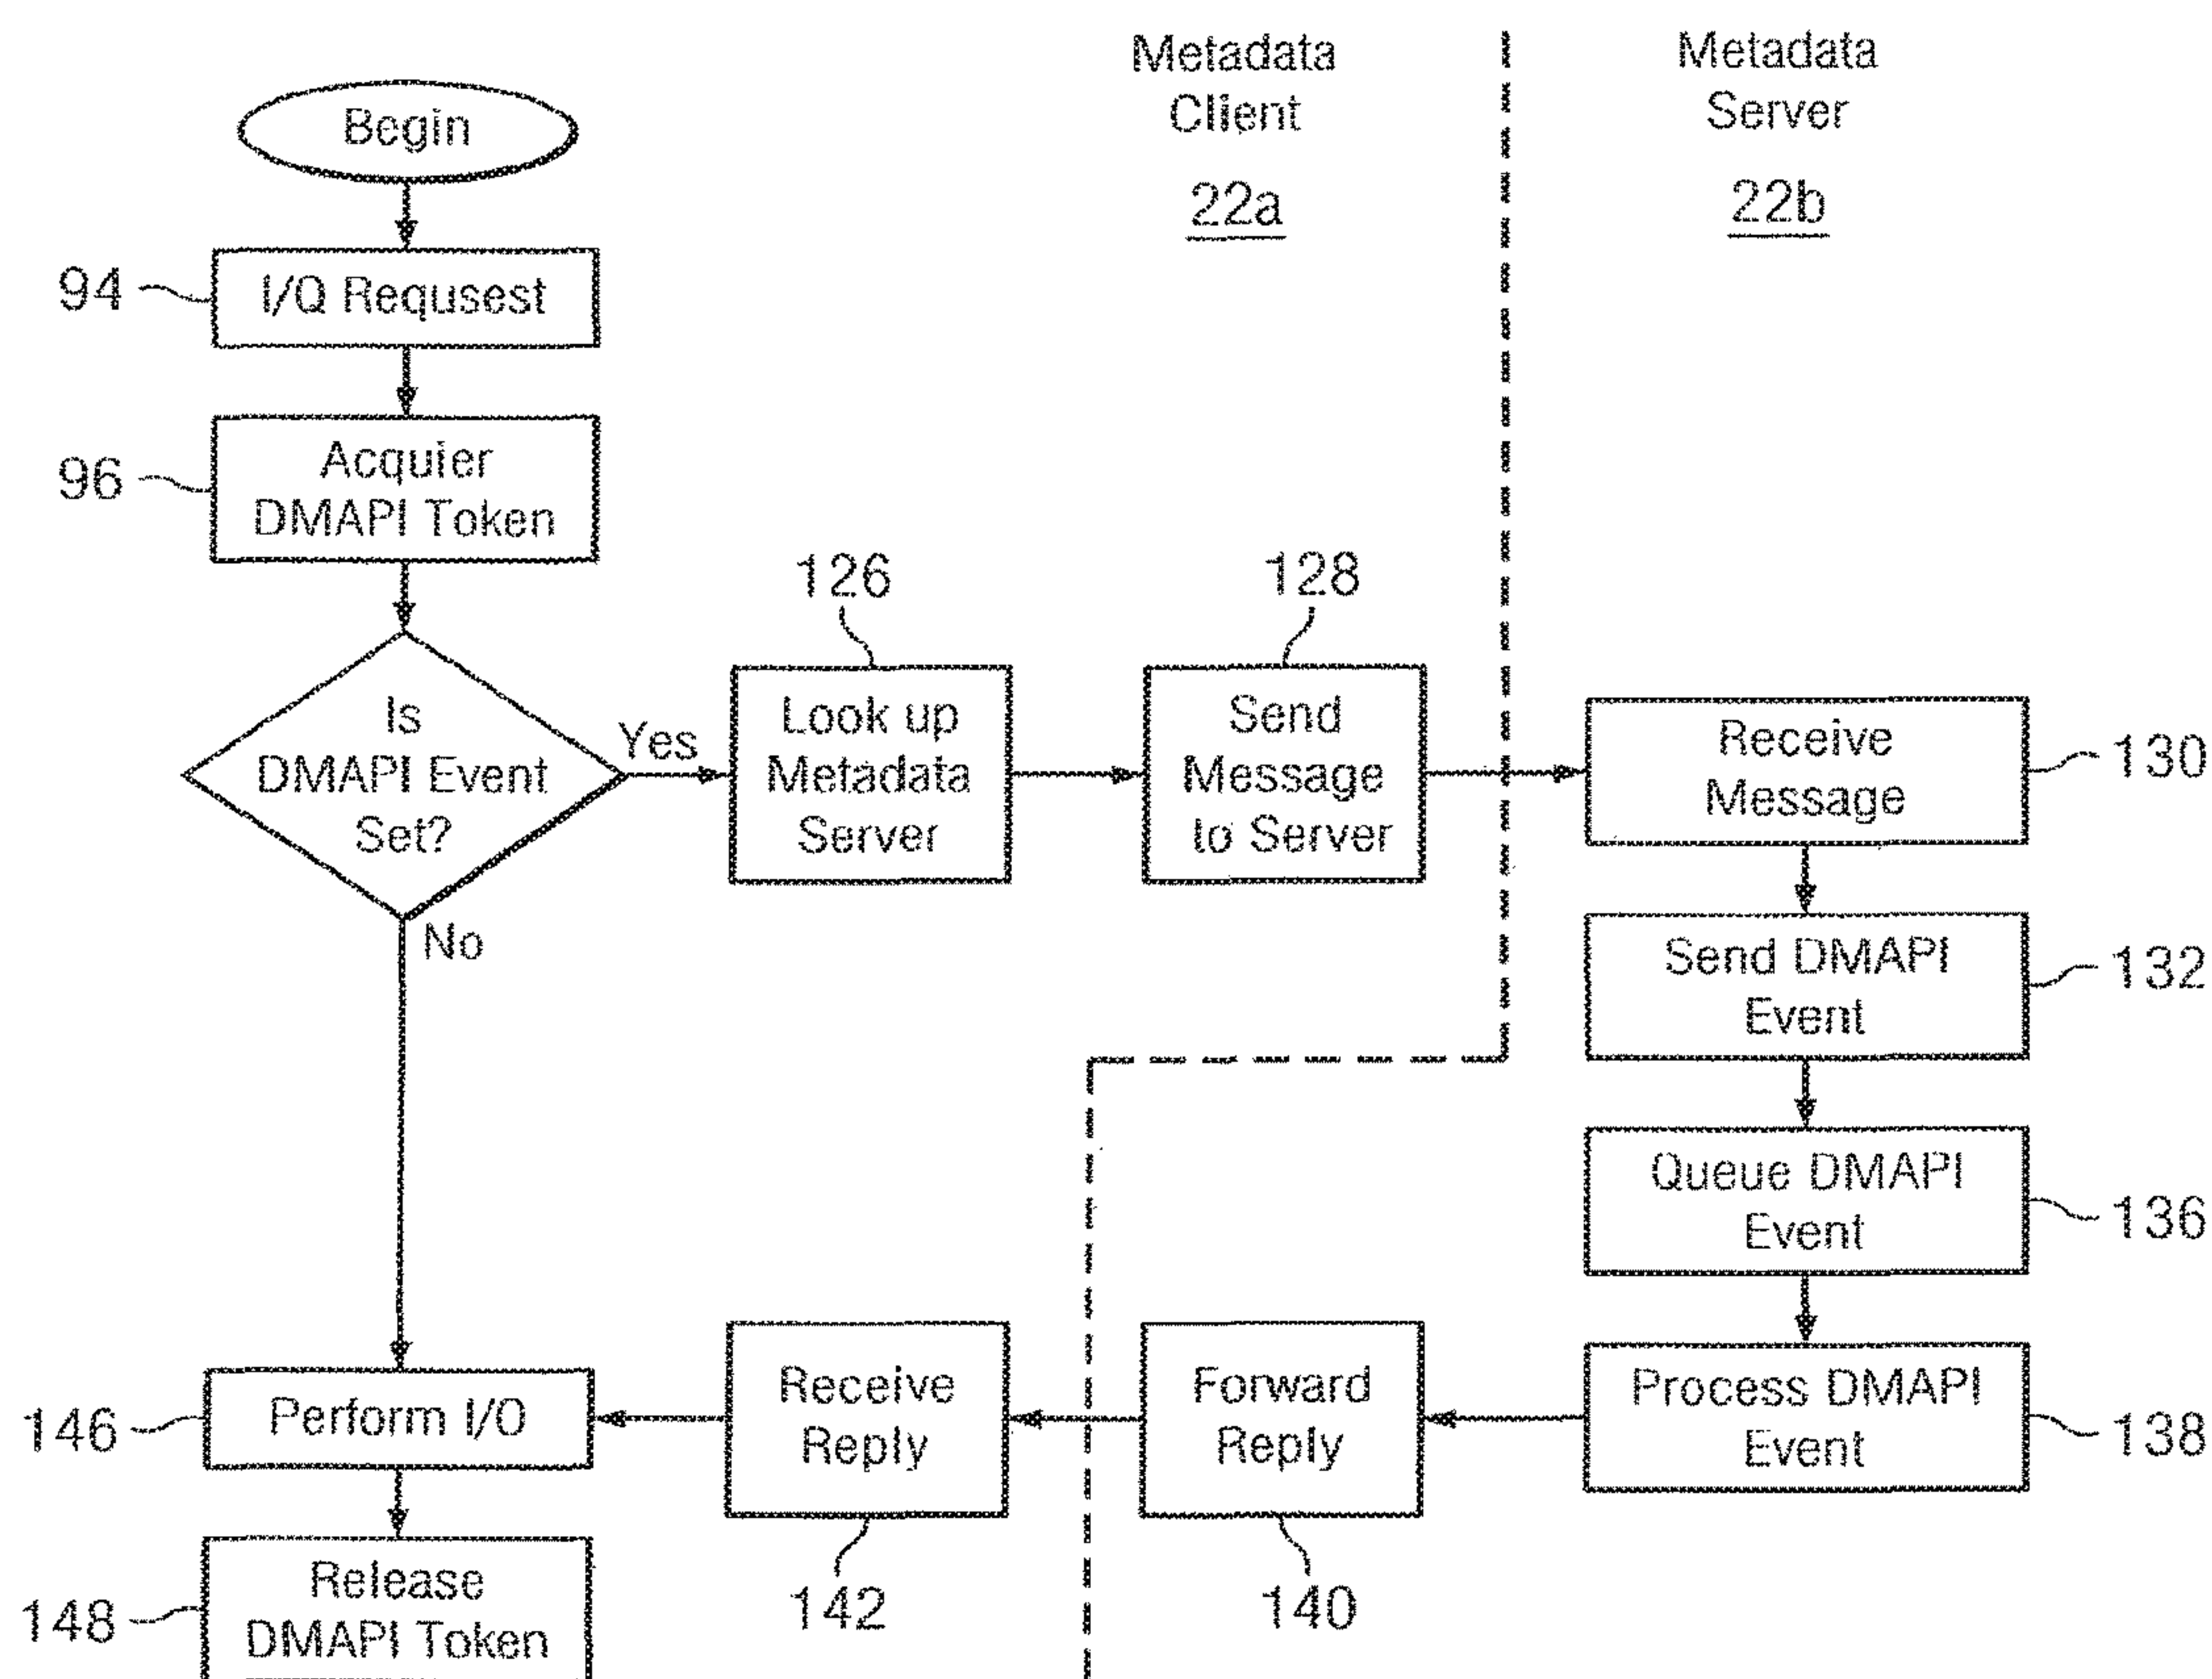 Metadata
Client
22a
Metadata
Server
22b
Begin
94
I/Q Requsest
96
Acquier
DMAPI Token
Is
DMAPI Event
Set?
Yes
No
126
Look up
Metadata
Server
128
Send
Message
to Server
Receive
Message
130
Send DMAPI
Event
132
Queue DMAPI
Event
136
Process DMAPI
Event
138
Forward
Reply
140
Receive
Reply
142
146
Perform I/O
148
Release
DMAPI Token